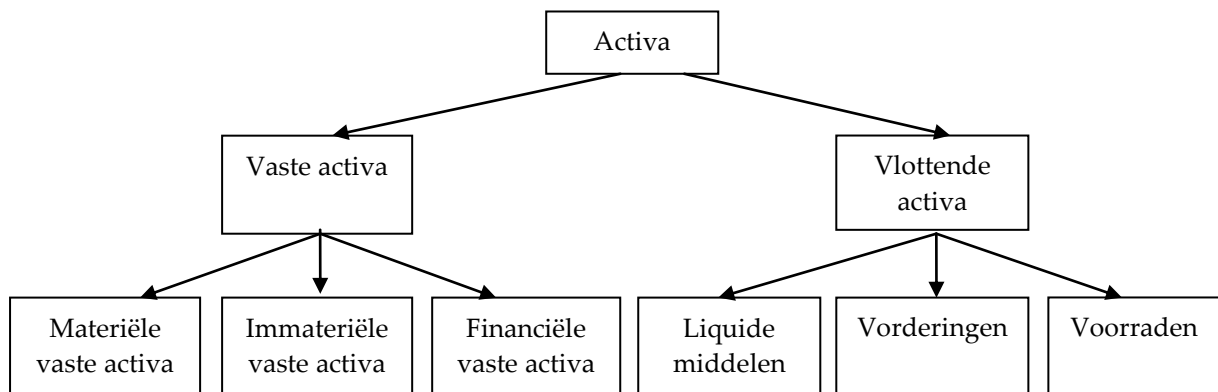 Activa
Vaste activa
Vlottende
activa
Materiële
vaste activa
Immateriële
vaste activa
Financiële
vaste activa
Liquide
middelen
Vorderingen
Voorraden